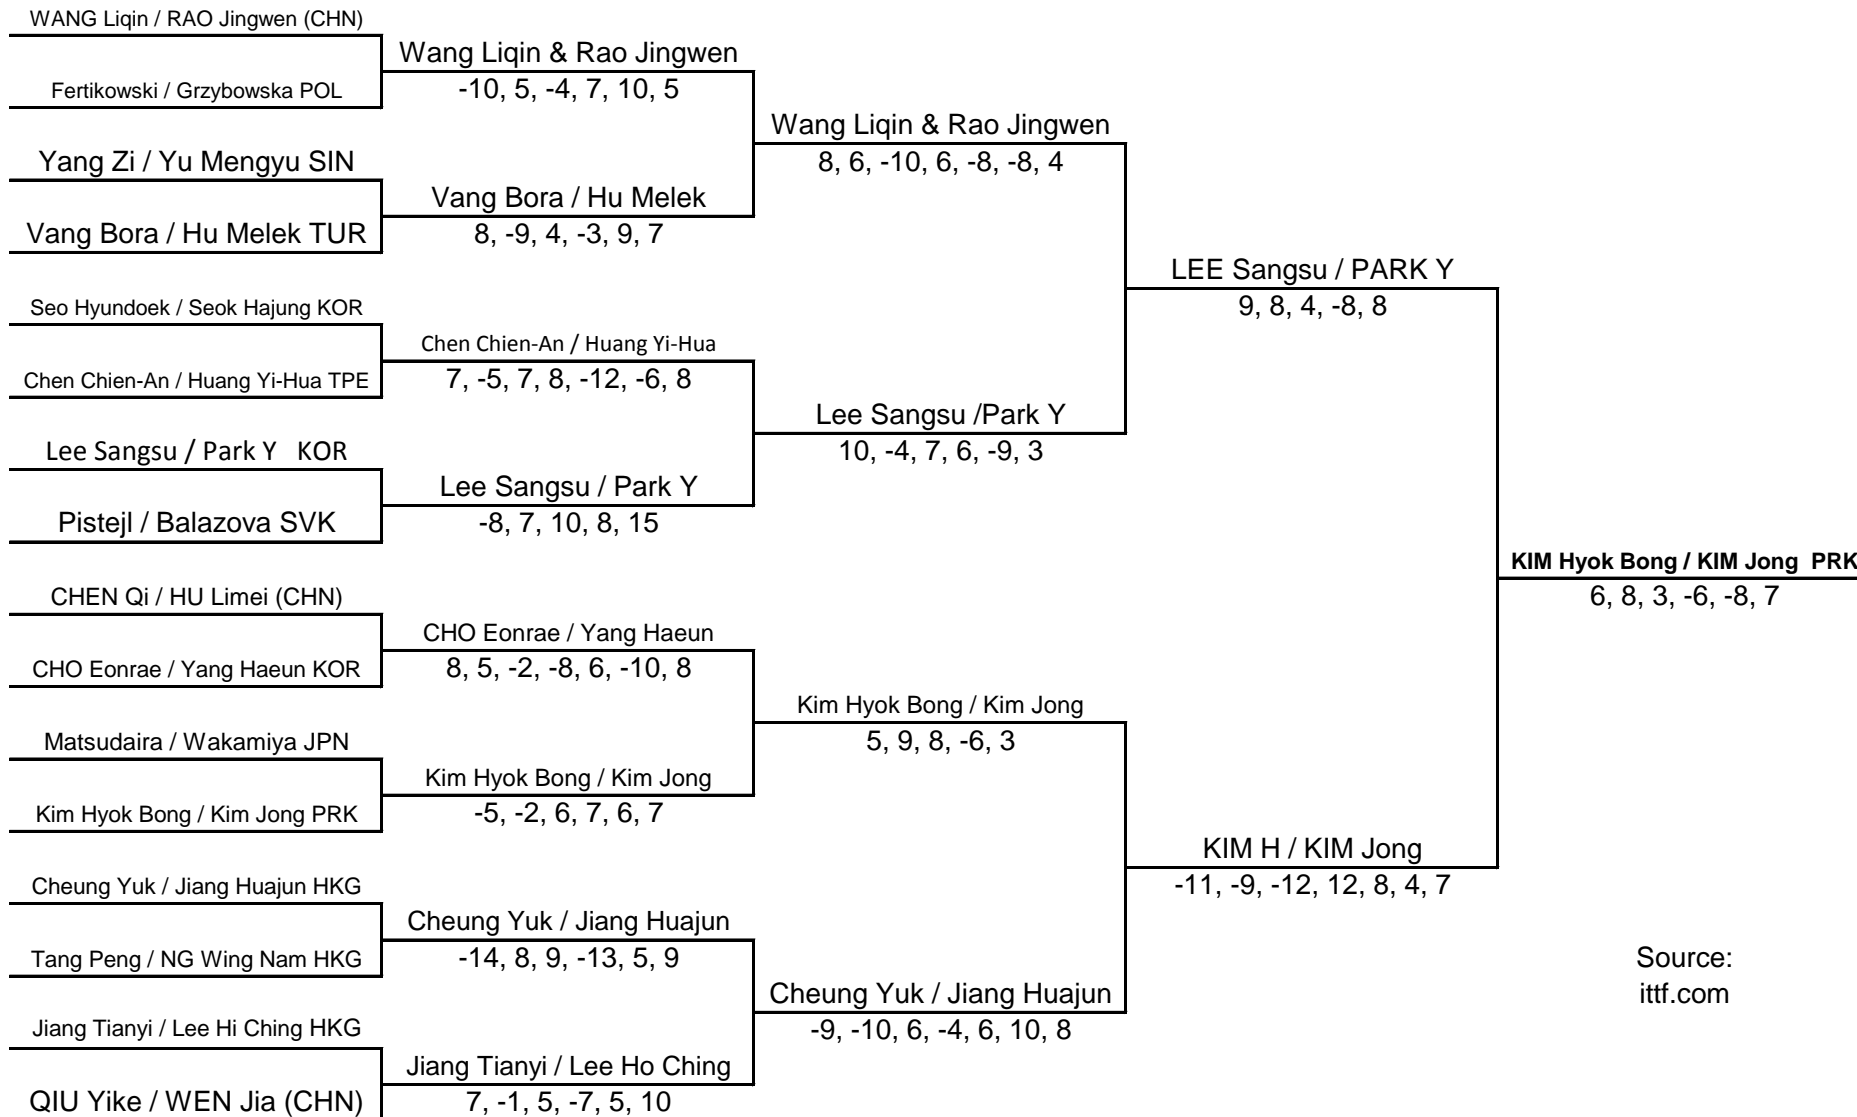 WANG Liqin / RAO Jingwen (CHN)
Wang Liqin & Rao Jingwen
Fertikowski / Grzybowska POL
-10, 5, -4, 7, 10, 5
Wang Liqin & Rao Jingwen
Yang Zi / Yu Mengyu SIN
8, 6, -10, 6, -8, -8, 4
Vang Bora / Hu Melek
Vang Bora / Hu Melek TUR
8, -9, 4, -3, 9, 7
LEE Sangsu / PARK Y
Seo Hyundoek / Seok Hajung KOR
9, 8, 4, -8, 8
Chen Chien-An / Huang Yi-Hua
Chen Chien-An / Huang Yi-Hua TPE
7, -5, 7, 8, -12, -6, 8
Lee Sangsu /Park Y
Lee Sangsu / Park Y KOR
10, -4, 7, 6, -9, 3
Lee Sangsu / Park Y
Pistejl / Balazova SVK
-8, 7, 10, 8, 15
KIM Hyok Bong / KIM Jong PRK
CHEN Qi / HU Limei (CHN)
6, 8, 3, -6, -8, 7
CHO Eonrae / Yang Haeun
CHO Eonrae / Yang Haeun KOR
8, 5, -2, -8, 6, -10, 8
Kim Hyok Bong / Kim Jong
Matsudaira / Wakamiya JPN
5, 9, 8, -6, 3
Kim Hyok Bong / Kim Jong
Kim Hyok Bong / Kim Jong PRK
-5, -2, 6, 7, 6, 7
KIM H / KIM Jong
Cheung Yuk / Jiang Huajun HKG
-11, -9, -12, 12, 8, 4, 7
Cheung Yuk / Jiang Huajun
Tang Peng / NG Wing Nam HKG
-14, 8, 9, -13, 5, 9
Source:
ittf.com
Cheung Yuk / Jiang Huajun
Jiang Tianyi / Lee Hi Ching HKG
-9, -10, 6, -4, 6, 10, 8
Jiang Tianyi / Lee Ho Ching
QIU Yike / WEN Jia (CHN)
7, -1, 5, -7, 5, 10